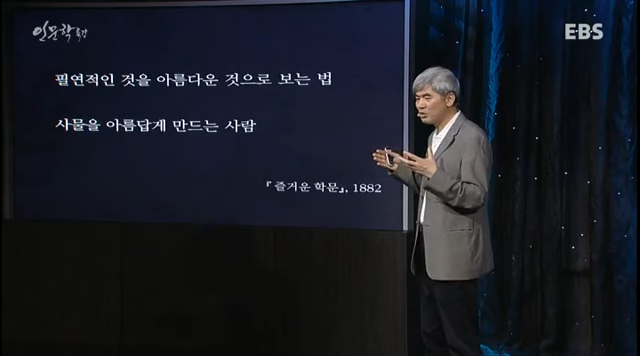 인문학 특강
EBS
필연적인 것을 아름다운 것으로 보는 법
사물을 아름답게 만드는 사람
『즐거운 학문』, 1882